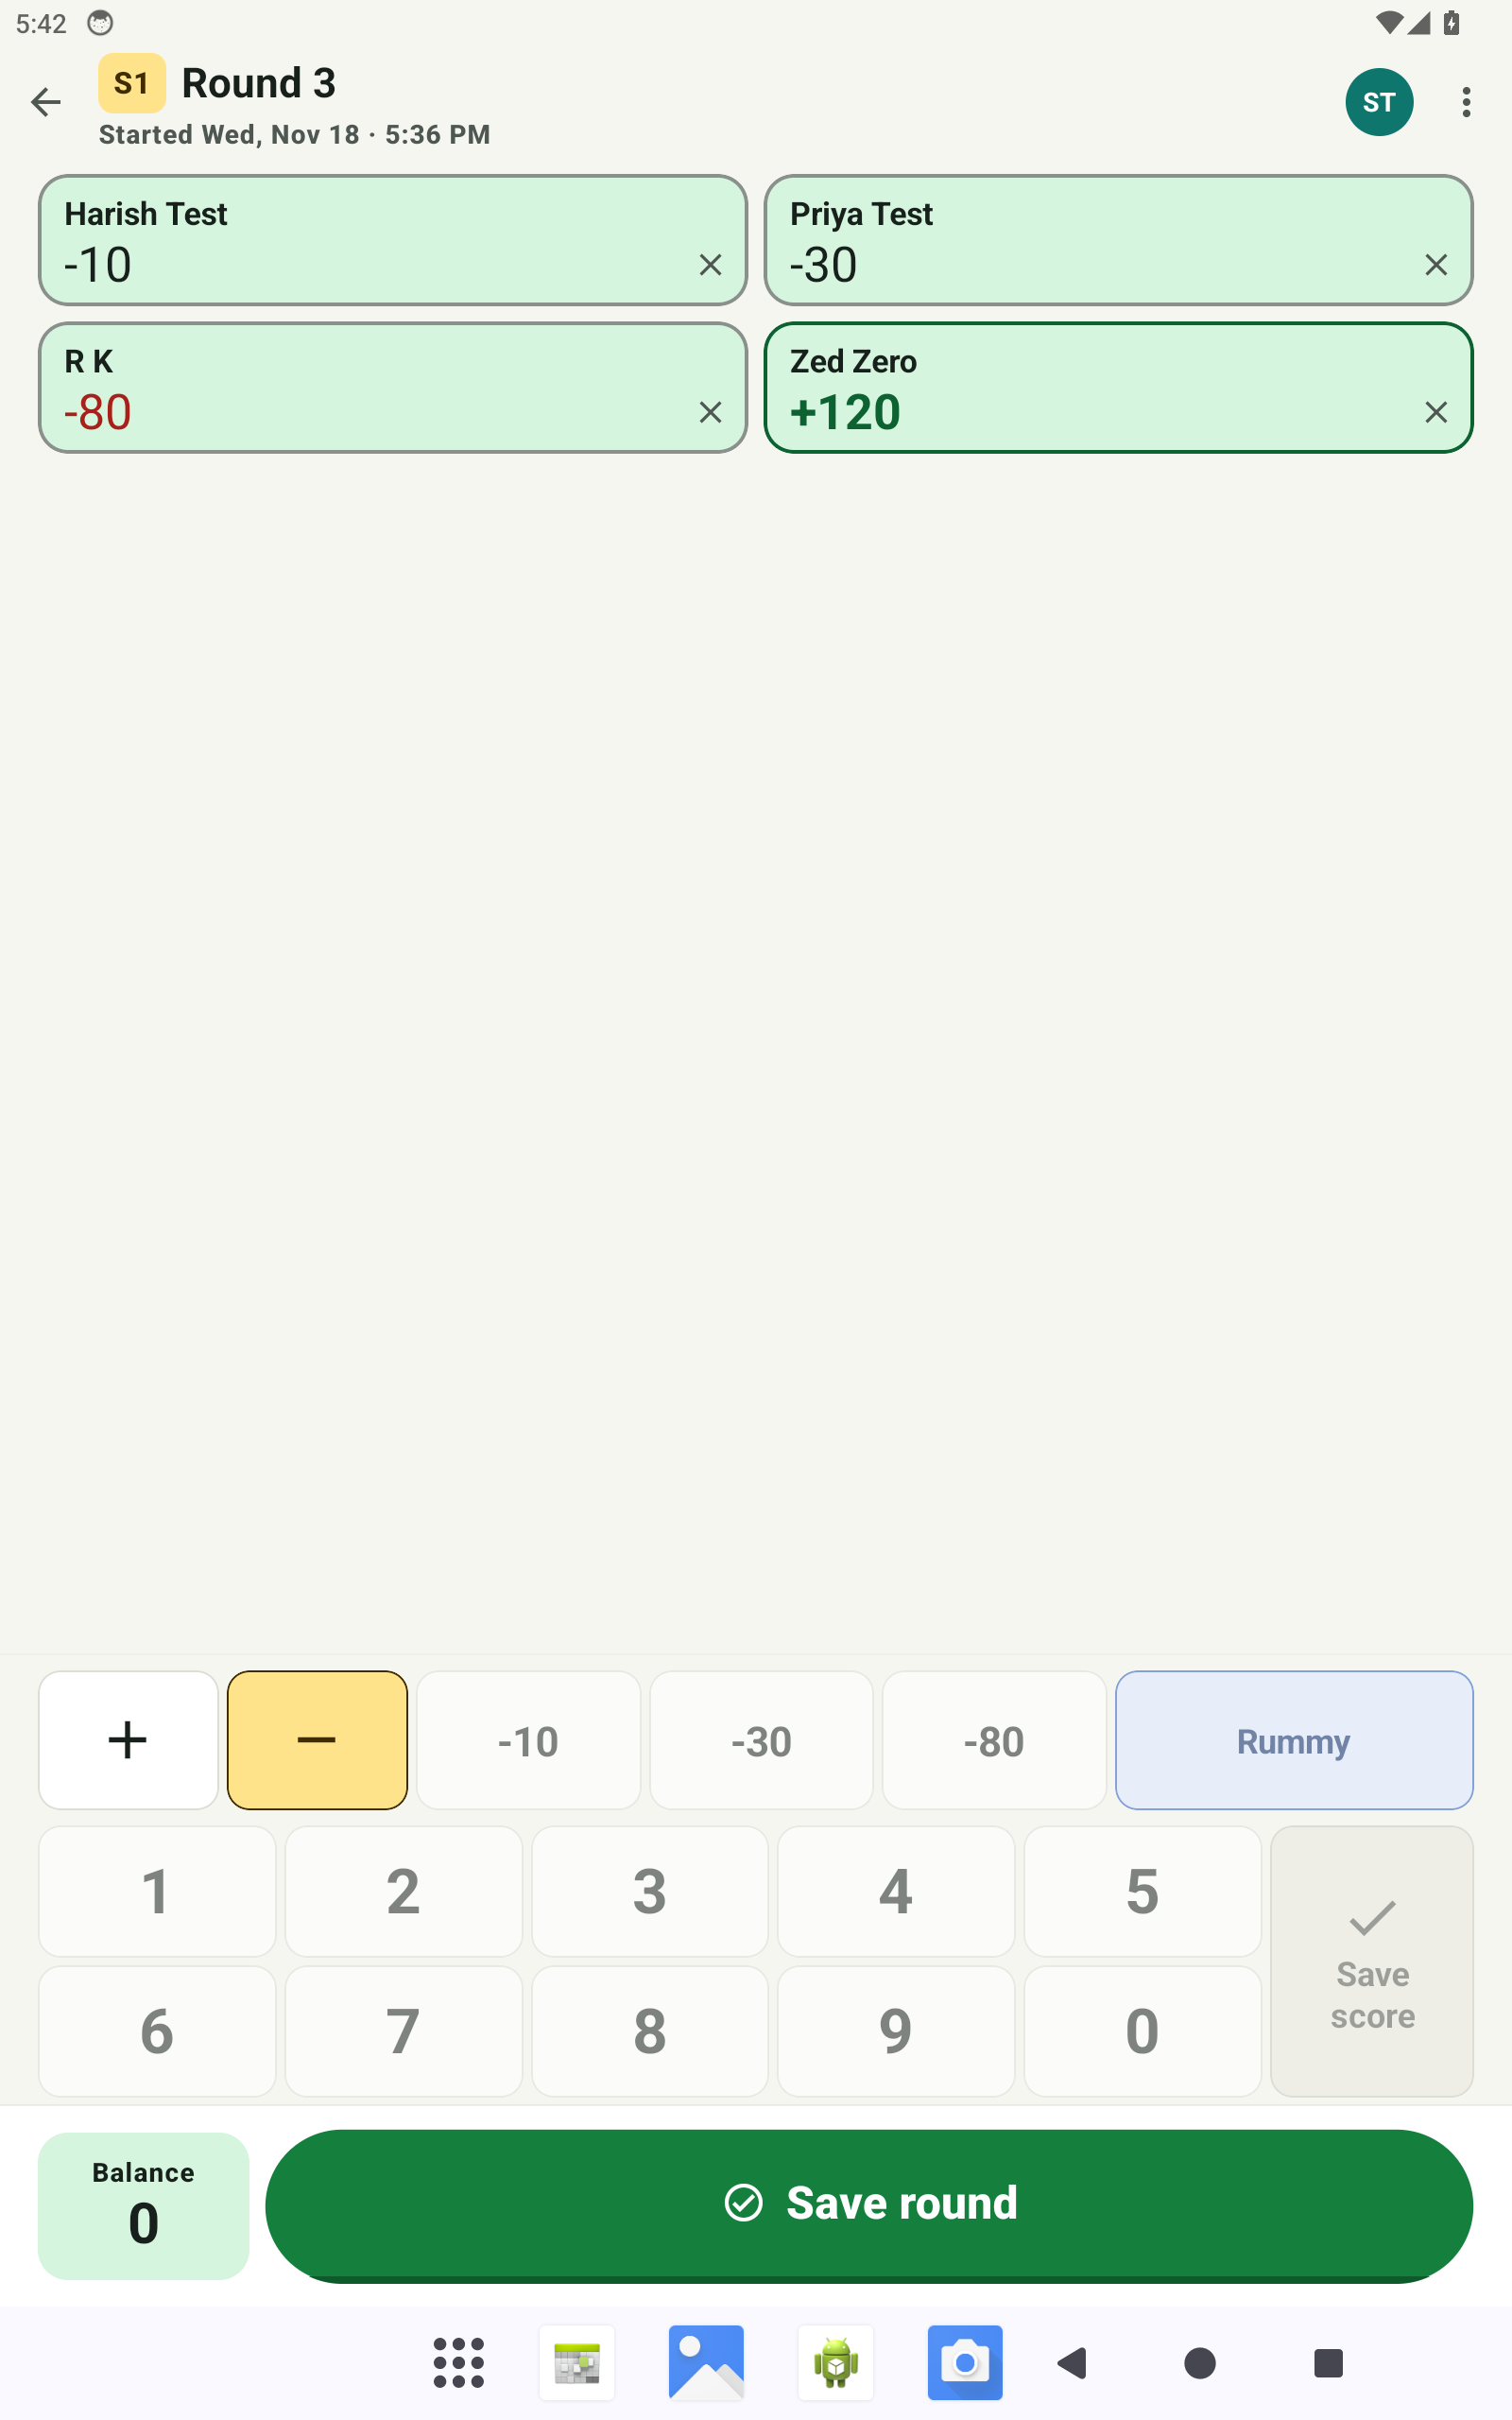 5:42
S1 Round 3
ST
Started Wed, Nov 18 · 5:36 PM
Harish Test
-10
Priya Test
-30
R K
-80
Zed Zero
+120
+ − -10 -30 -80 Rummy
1 2 3 4 5
Save
score
6 7 8 9 0
Balance
0
Save round